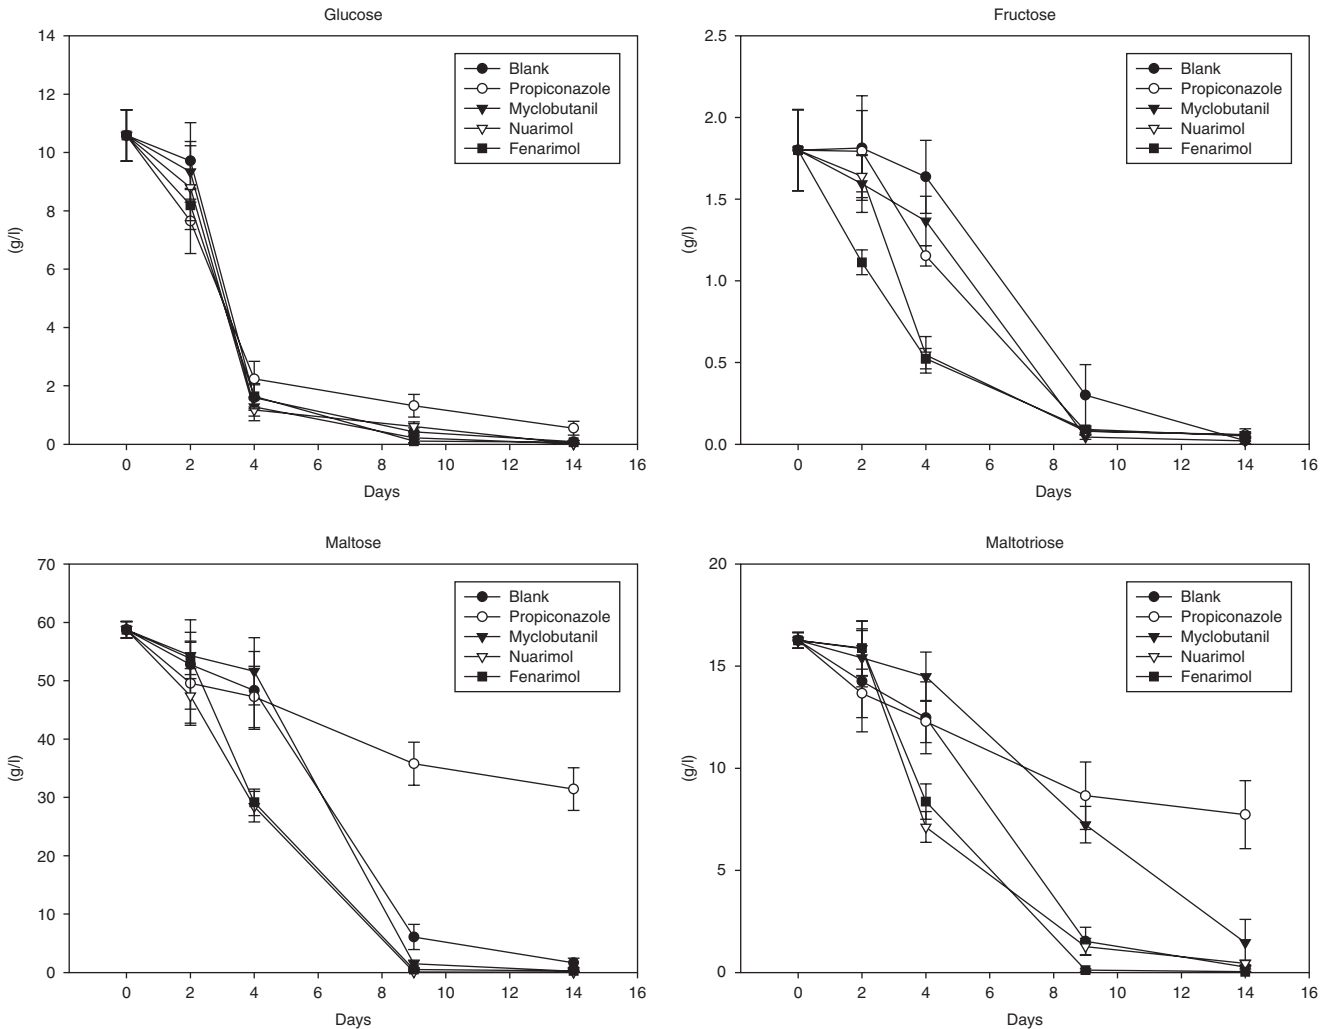 Glucose
14
12
10
8
6
4
2
0
(g/l)
0 2 4 6 8 10 12 14 16
Days
Blank
Propiconazole
Myclobutanil
Nuarimol
Fenarimol
Fructose
2.5
2.0
1.5
1.0
0.5
0.0
(g/l)
0 2 4 6 8 10 12 14 16
Days
Blank
Propiconazole
Myclobutanil
Nuarimol
Fenarimol
Maltose
70
60
50
40
30
20
10
0
(g/l)
0 2 4 6 8 10 12 14 16
Days
Blank
Propiconazole
Myclobutanil
Nuarimol
Fenarimol
Maltotriose
20
15
10
5
0
(g/l)
0 2 4 6 8 10 12 14 16
Days
Blank
Propiconazole
Myclobutanil
Nuarimol
Fenarimol